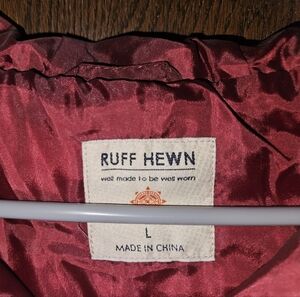 RUFF HEWN
well made to be well worn
L
MADE IN CHINA